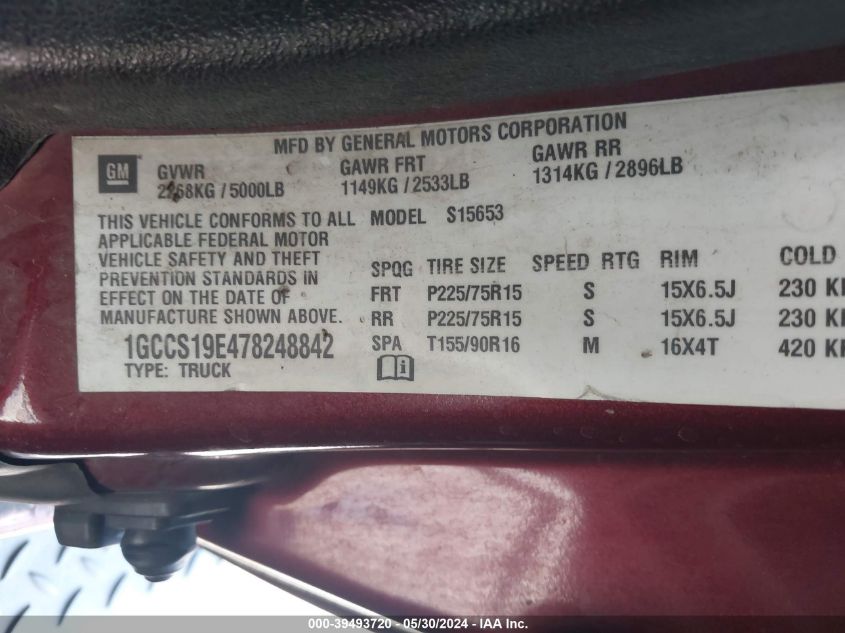 MFD BY GENERAL MOTORS CORPORATION
GM GVWR GAWR FRT GAWR RR
2268KG / 5000LB 1149KG / 2533LB 1314KG / 2896LB
THIS VEHICLE CONFORMS TO ALL MODEL S15653
APPLICABLE FEDERAL MOTOR
VEHICLE SAFETY AND THEFT SPQG TIRE SIZE SPEED RTG RIM COLD
PREVENTION STANDARDS IN FRT P225/75R15 S 15X6.5J 230
EFFECT ON THE DATE OF RR P225/75R15 S 15X6.5J 230
MANUFACTURE SHOWN ABOVE. SPA T155/90R16 M 16X4T 420
1GCCS19E478248842
TYPE: TRUCK
000-39493720 - 05/30/2024 - IAA Inc.